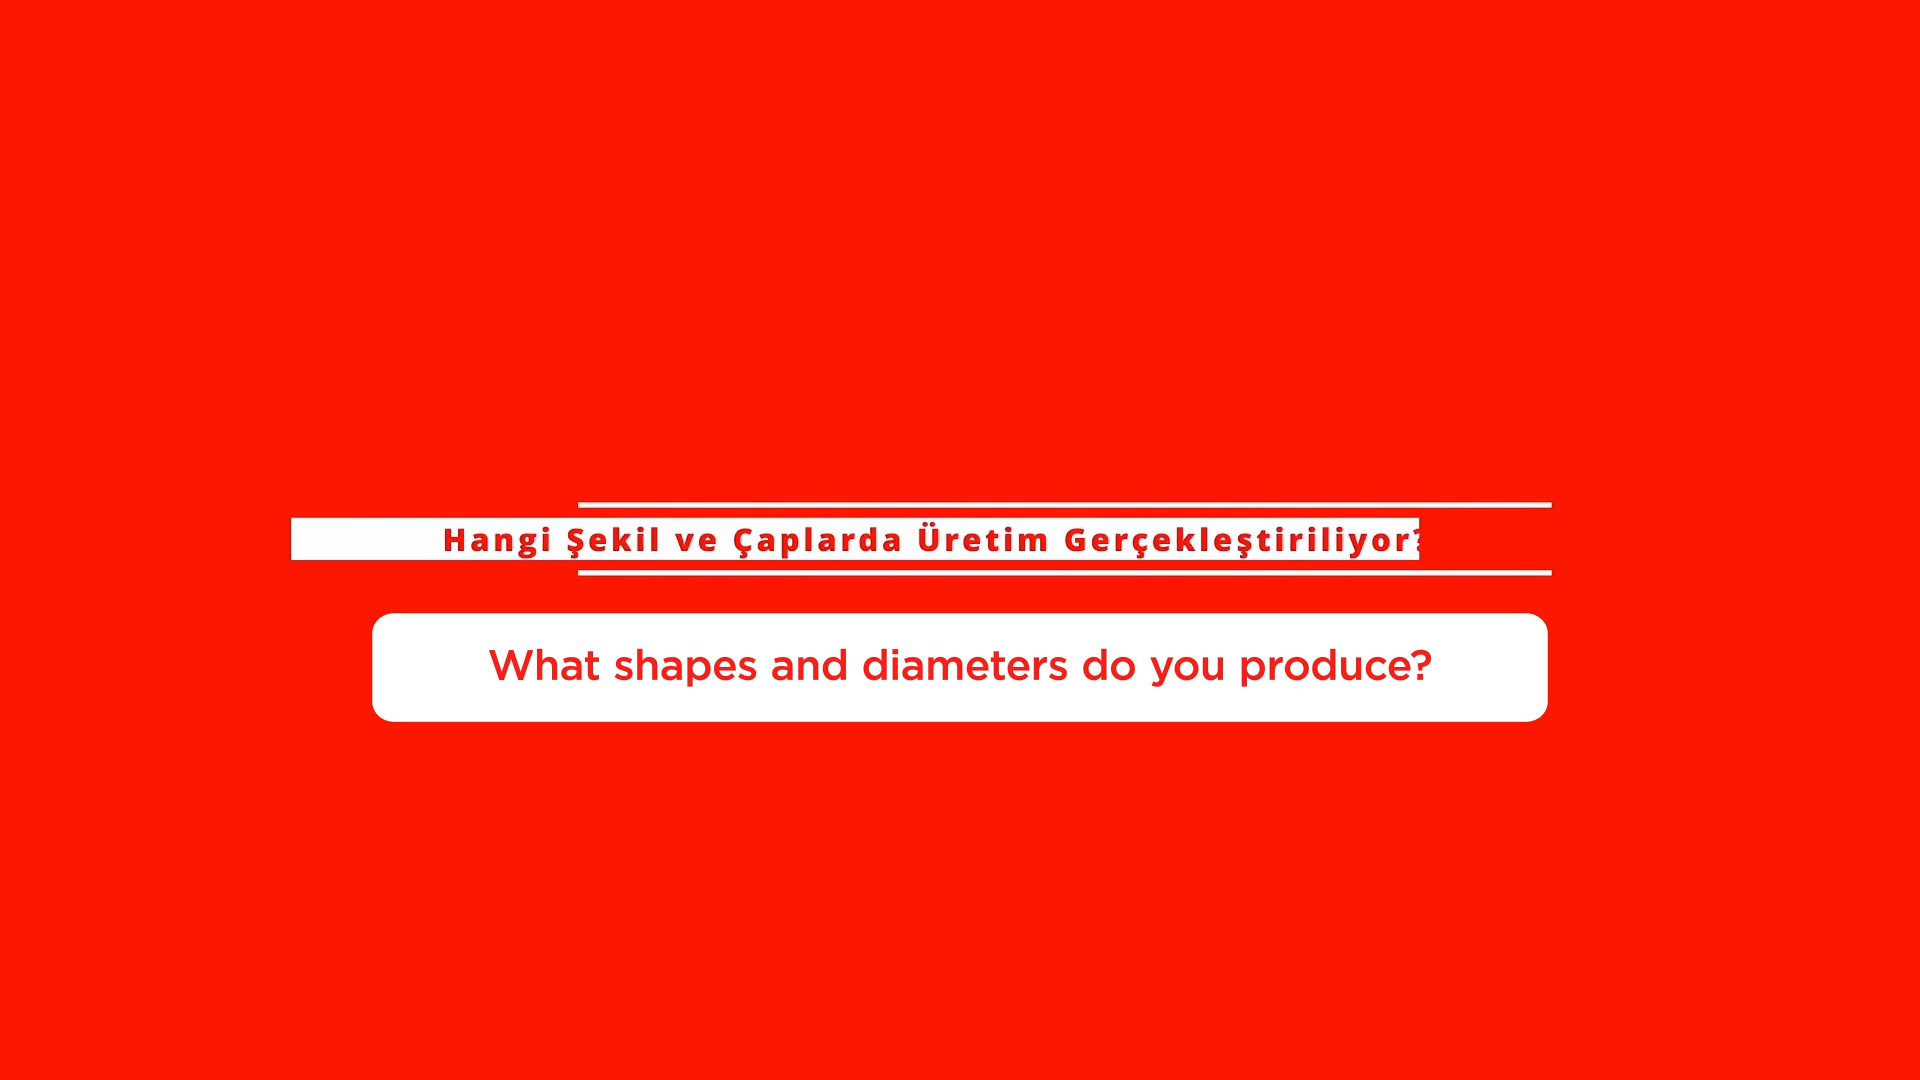 Hangi Şekil ve Çaplarda Üretim Gerçekleştiriliyor?
What shapes and diameters do you produce?